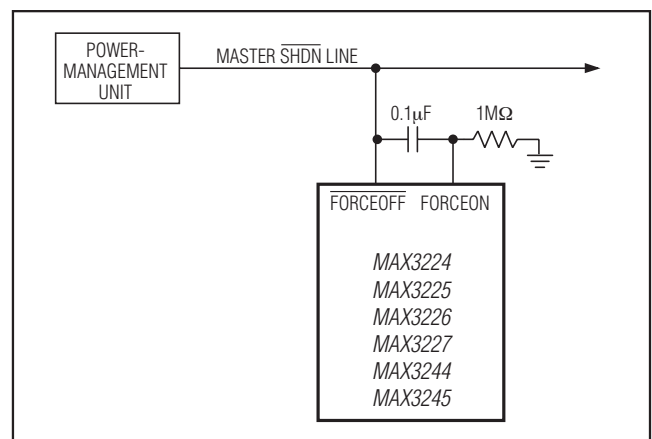 POWER-
MANAGEMENT
UNIT
MASTER SHDN LINE
0.1μF
1MΩ
FORCEOFF FORCEON
MAX3224
MAX3225
MAX3226
MAX3227
MAX3244
MAX3245